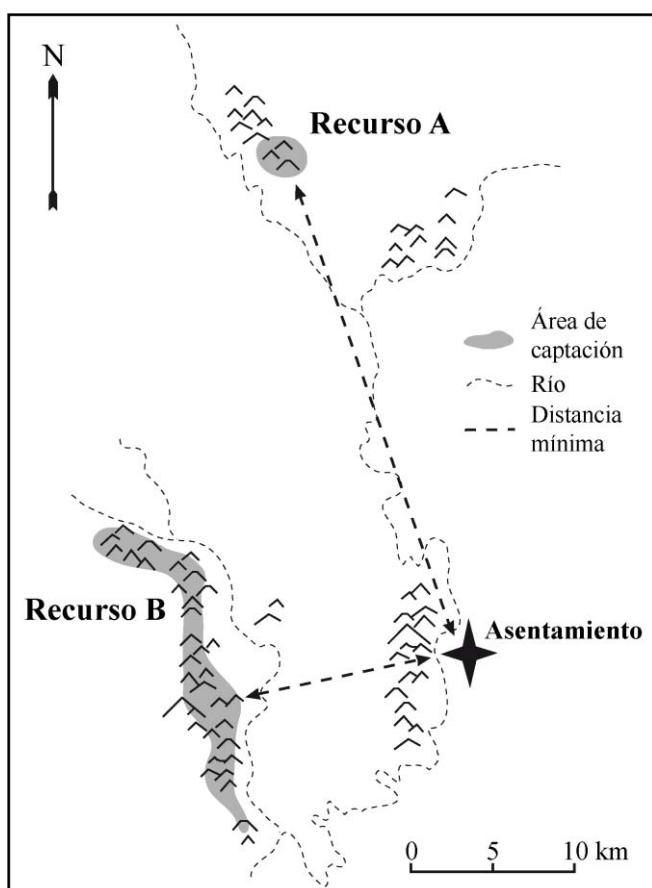 N
Recurso A
Área de
captación
Río
Distancia
mínima
Recurso B
Asentamiento
0 5 10 km